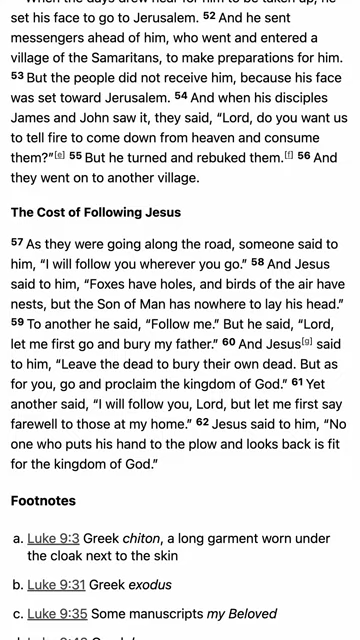 When the days drew near for him to be taken up, he
set his face to go to Jerusalem. 52 And he sent
messengers ahead of him, who went and entered a
village of the Samaritans, to make preparations for him.
53 But the people did not receive him, because his face
was set toward Jerusalem. 54 And when his disciples
James and John saw it, they said, “Lord, do you want us
to tell fire to come down from heaven and consume
them?”[e] 55 But he turned and rebuked them.[f] 56 And
they went on to another village.
The Cost of Following Jesus
57 As they were going along the road, someone said to
him, “I will follow you wherever you go.” 58 And Jesus
said to him, “Foxes have holes, and birds of the air have
nests, but the Son of Man has nowhere to lay his head.”
59 To another he said, “Follow me.” But he said, “Lord,
let me first go and bury my father.” 60 And Jesus[g] said
to him, “Leave the dead to bury their own dead. But as
for you, go and proclaim the kingdom of God.” 61 Yet
another said, “I will follow you, Lord, but let me first say
farewell to those at my home.” 62 Jesus said to him, “No
one who puts his hand to the plow and looks back is fit
for the kingdom of God.”
Footnotes
a. Luke 9:3 Greek chiton, a long garment worn under
the cloak next to the skin
b. Luke 9:31 Greek exodus
c. Luke 9:35 Some manuscripts my Beloved